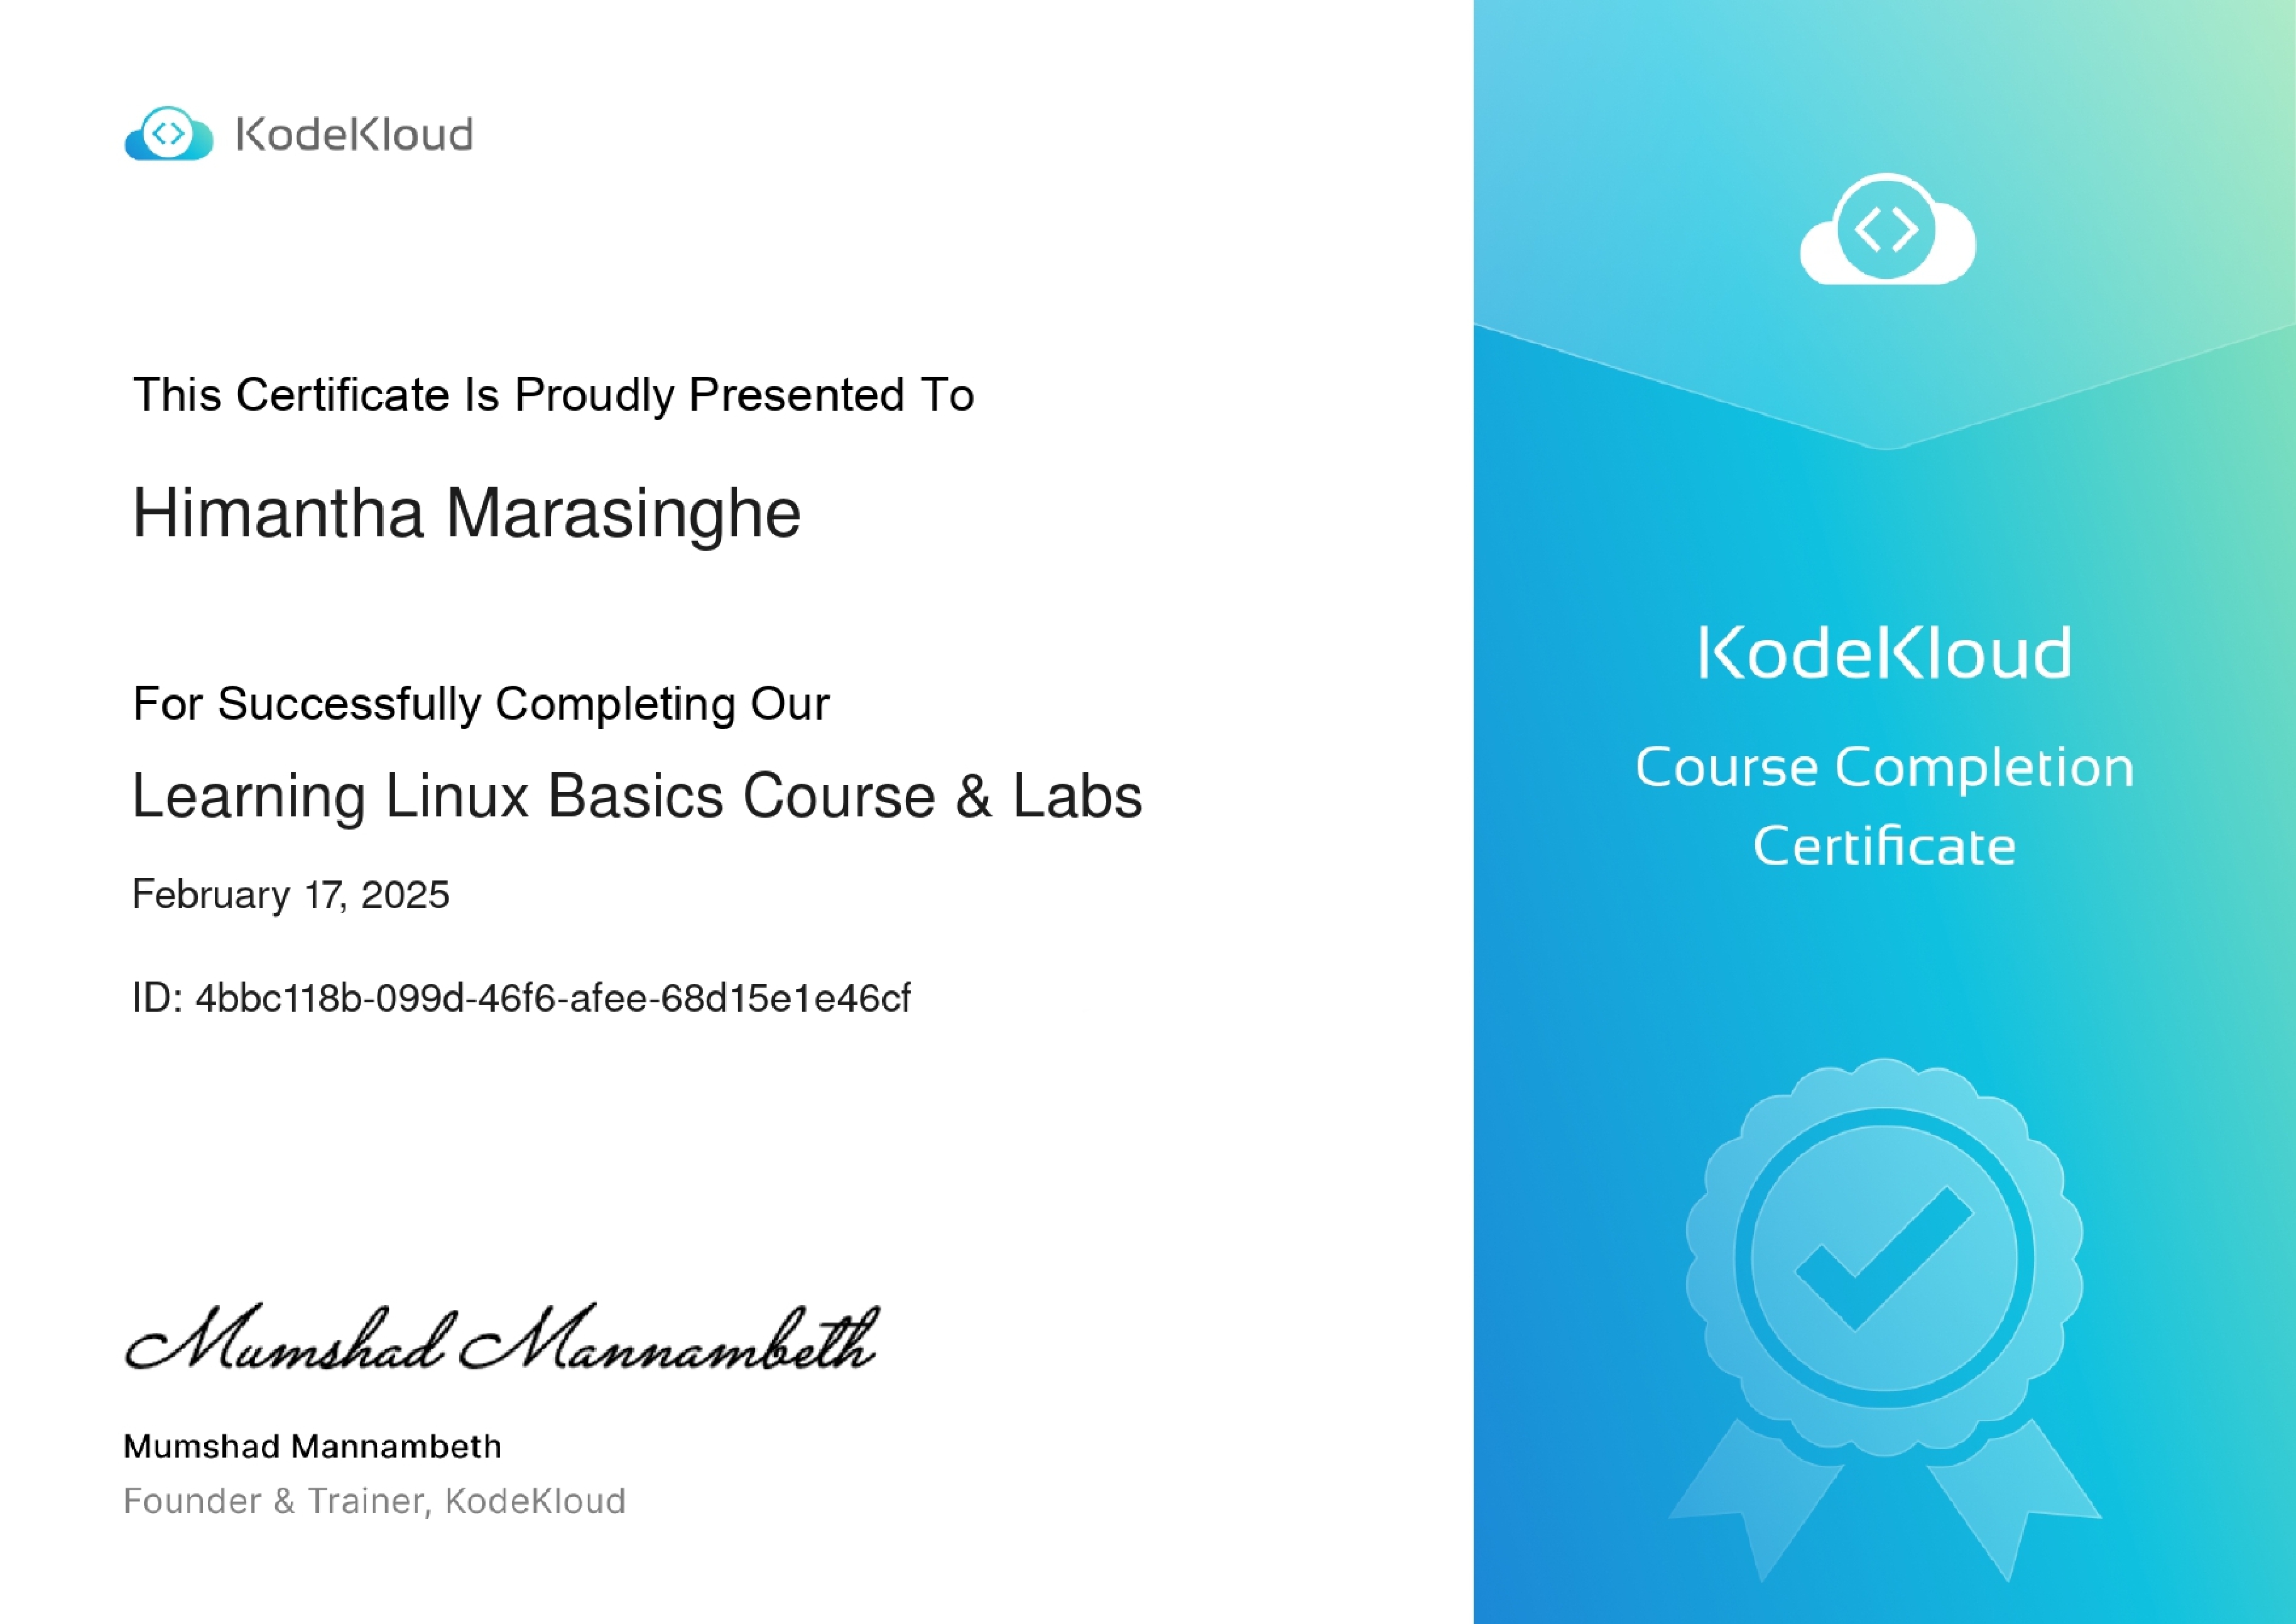 KodeKloud
This Certificate Is Proudly Presented To
Himantha Marasinghe
For Successfully Completing Our
Learning Linux Basics Course & Labs
February 17, 2025
ID: 4bbc118b-099d-46f6-afee-68d15e1e46cf
Mumshad Mannambeth
Mumshad Mannambeth
Founder & Trainer, KodeKloud
KodeKloud
Course Completion
Certificate